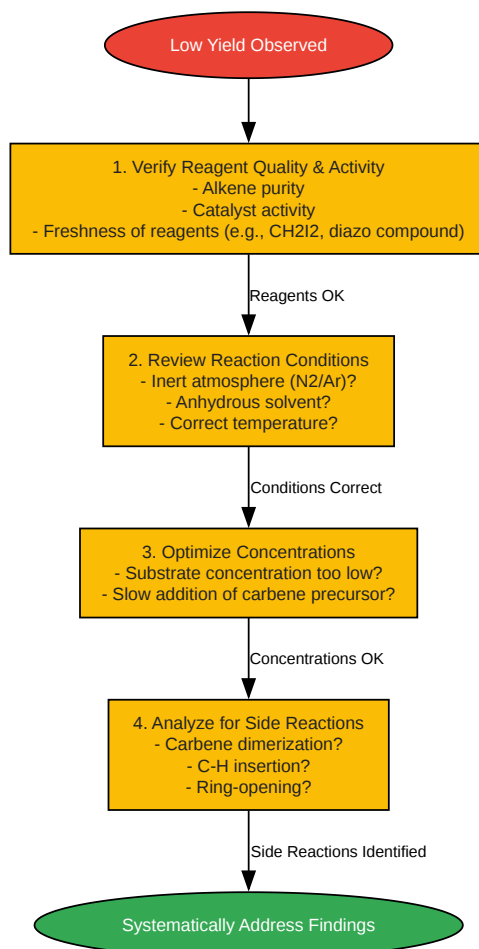 Low Yield Observed
1. Verify Reagent Quality & Activity
- Alkene purity
- Catalyst activity
- Freshness of reagents (e.g., CH2I2, diazo compound)
Reagents OK
2. Review Reaction Conditions
- Inert atmosphere (N2/Ar)?
- Anhydrous solvent?
- Correct temperature?
Conditions Correct
3. Optimize Concentrations
- Substrate concentration too low?
- Slow addition of carbene precursor?
Concentrations OK
4. Analyze for Side Reactions
- Carbene dimerization?
- C-H insertion?
- Ring-opening?
Side Reactions Identified
Systematically Address Findings